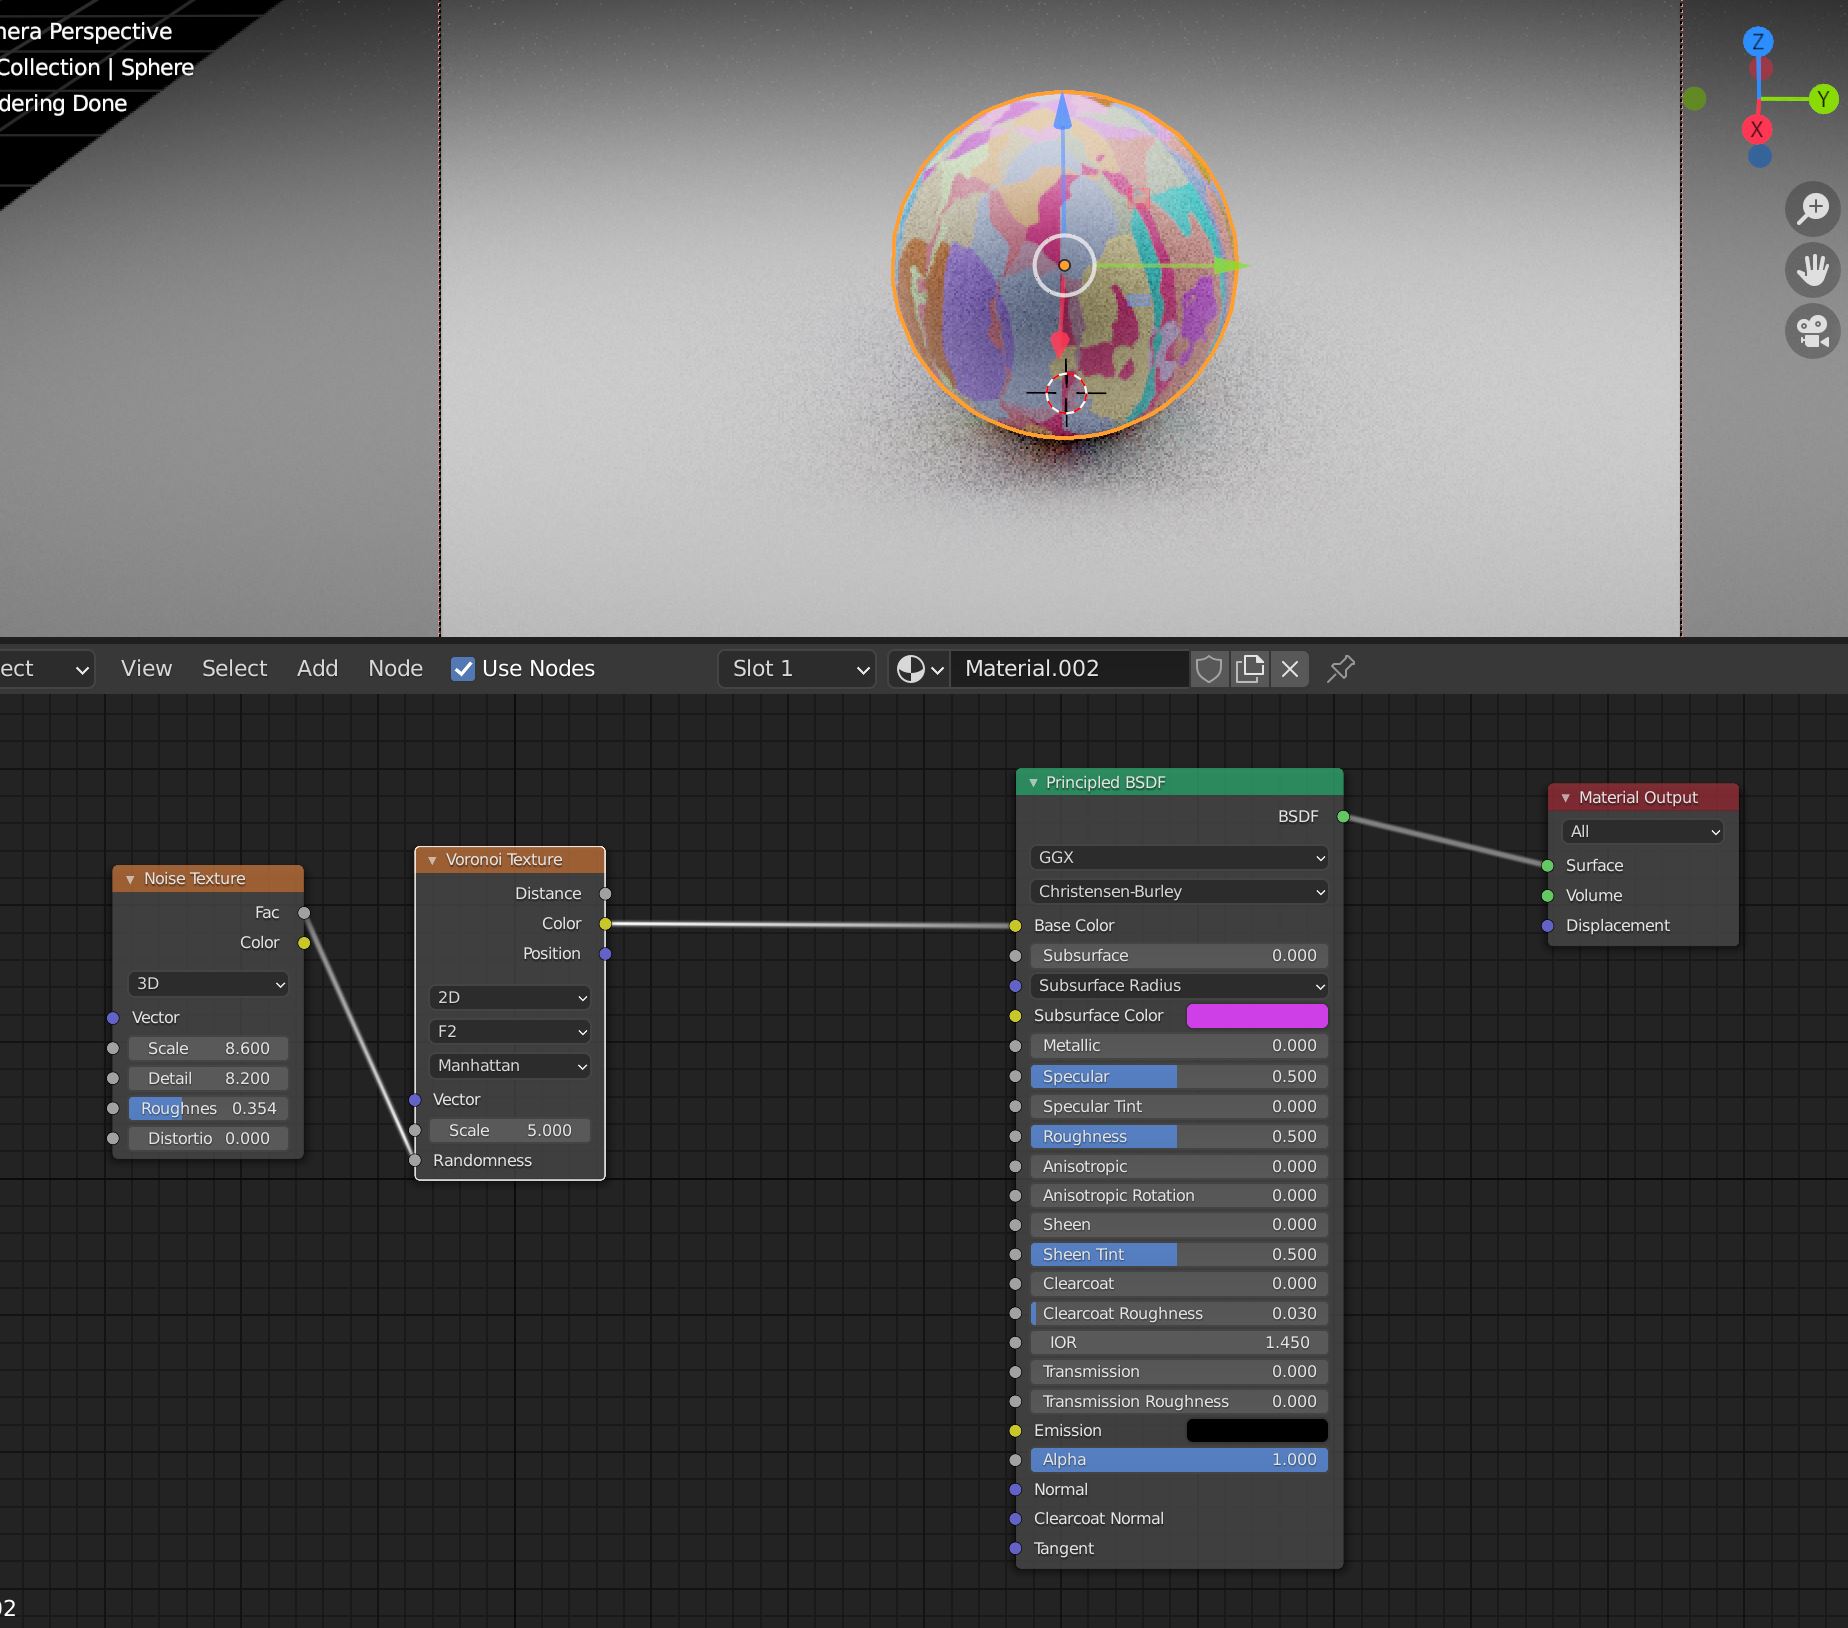 nera Perspective
Collection | Sphere
dering Done
Z
Y
X
ect
View
Select
Add
Node
Use Nodes
Slot 1
Material.002
Noise Texture
Fac
Color
3D
Vector
Scale 8.600
Detail 8.200
Roughnes 0.354
Distortio 0.000
Voronoi Texture
Distance
Color
Position
2D
F2
Manhattan
Vector
Scale 5.000
Randomness
Principled BSDF
BSDF
GGX
Christensen-Burley
Base Color
Subsurface 0.000
Subsurface Radius
Subsurface Color
Metallic 0.000
Specular 0.500
Specular Tint 0.000
Roughness 0.500
Anisotropic 0.000
Anisotropic Rotation 0.000
Sheen 0.000
Sheen Tint 0.500
Clearcoat 0.000
Clearcoat Roughness 0.030
IOR 1.450
Transmission 0.000
Transmission Roughness 0.000
Emission
Alpha 1.000
Normal
Clearcoat Normal
Tangent
Material Output
All
Surface
Volume
Displacement
02